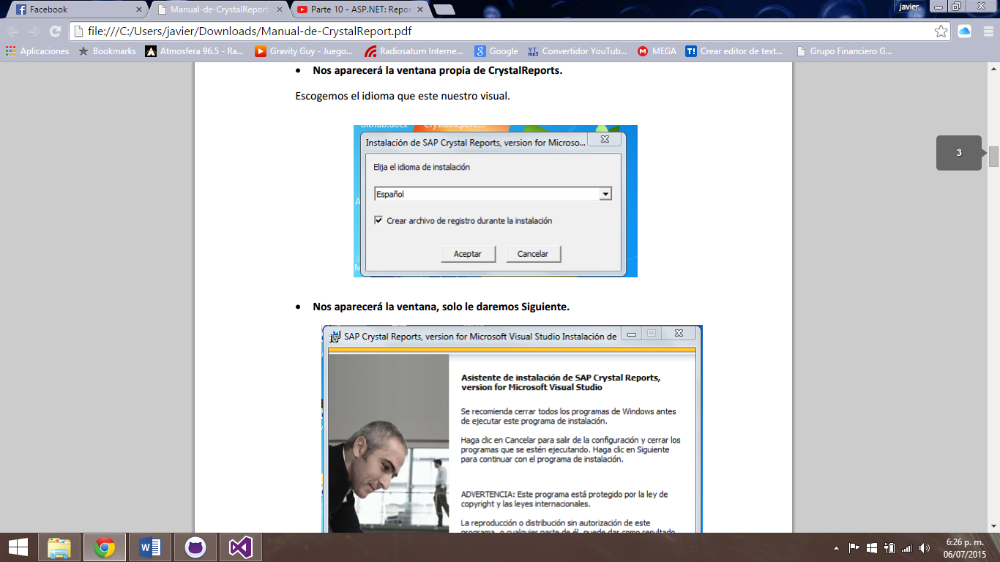 Facebook
Manual-de-CrystalReport
Parte 10 - ASP.NET: Repor
javier
file:///C:/Users/javier/Downloads/Manual-de-CrystalReport.pdf
Aplicaciones
Bookmarks
Atmosfera 96.5 - Ra...
Gravity Guy - Juego...
Radiosaturn Interne...
Google
Convertidor YouTub...
MEGA
Crear editor de text...
Grupo Financiero G...
• Nos aparecerá la ventana propia de CrystalReports.
Escogemos el idioma que este nuestro visual.
Instalación de SAP Crystal Reports, version for Microso...
Elija el idioma de instalación
Español
Crear archivo de registro durante la instalación
Aceptar
Cancelar
3
• Nos aparecerá la ventana, solo le daremos Siguiente.
SAP Crystal Reports, version for Microsoft Visual Studio Instalación de
Asistente de instalación de SAP Crystal Reports,
version for Microsoft Visual Studio
Se recomienda cerrar todos los programas de Windows antes
de ejecutar este programa de instalación.
Haga clic en Cancelar para salir de la configuración y cerrar los
programas que se estén ejecutando. Haga clic en Siguiente
para continuar con el programa de instalación.
ADVERTENCIA: Este programa está protegido por la ley de
copyright y las leyes internacionales.
La reproducción o distribución sin autorización de este
programa, o cualquier parte de él, puede dar como resultado
6:26 p. m.
06/07/2015